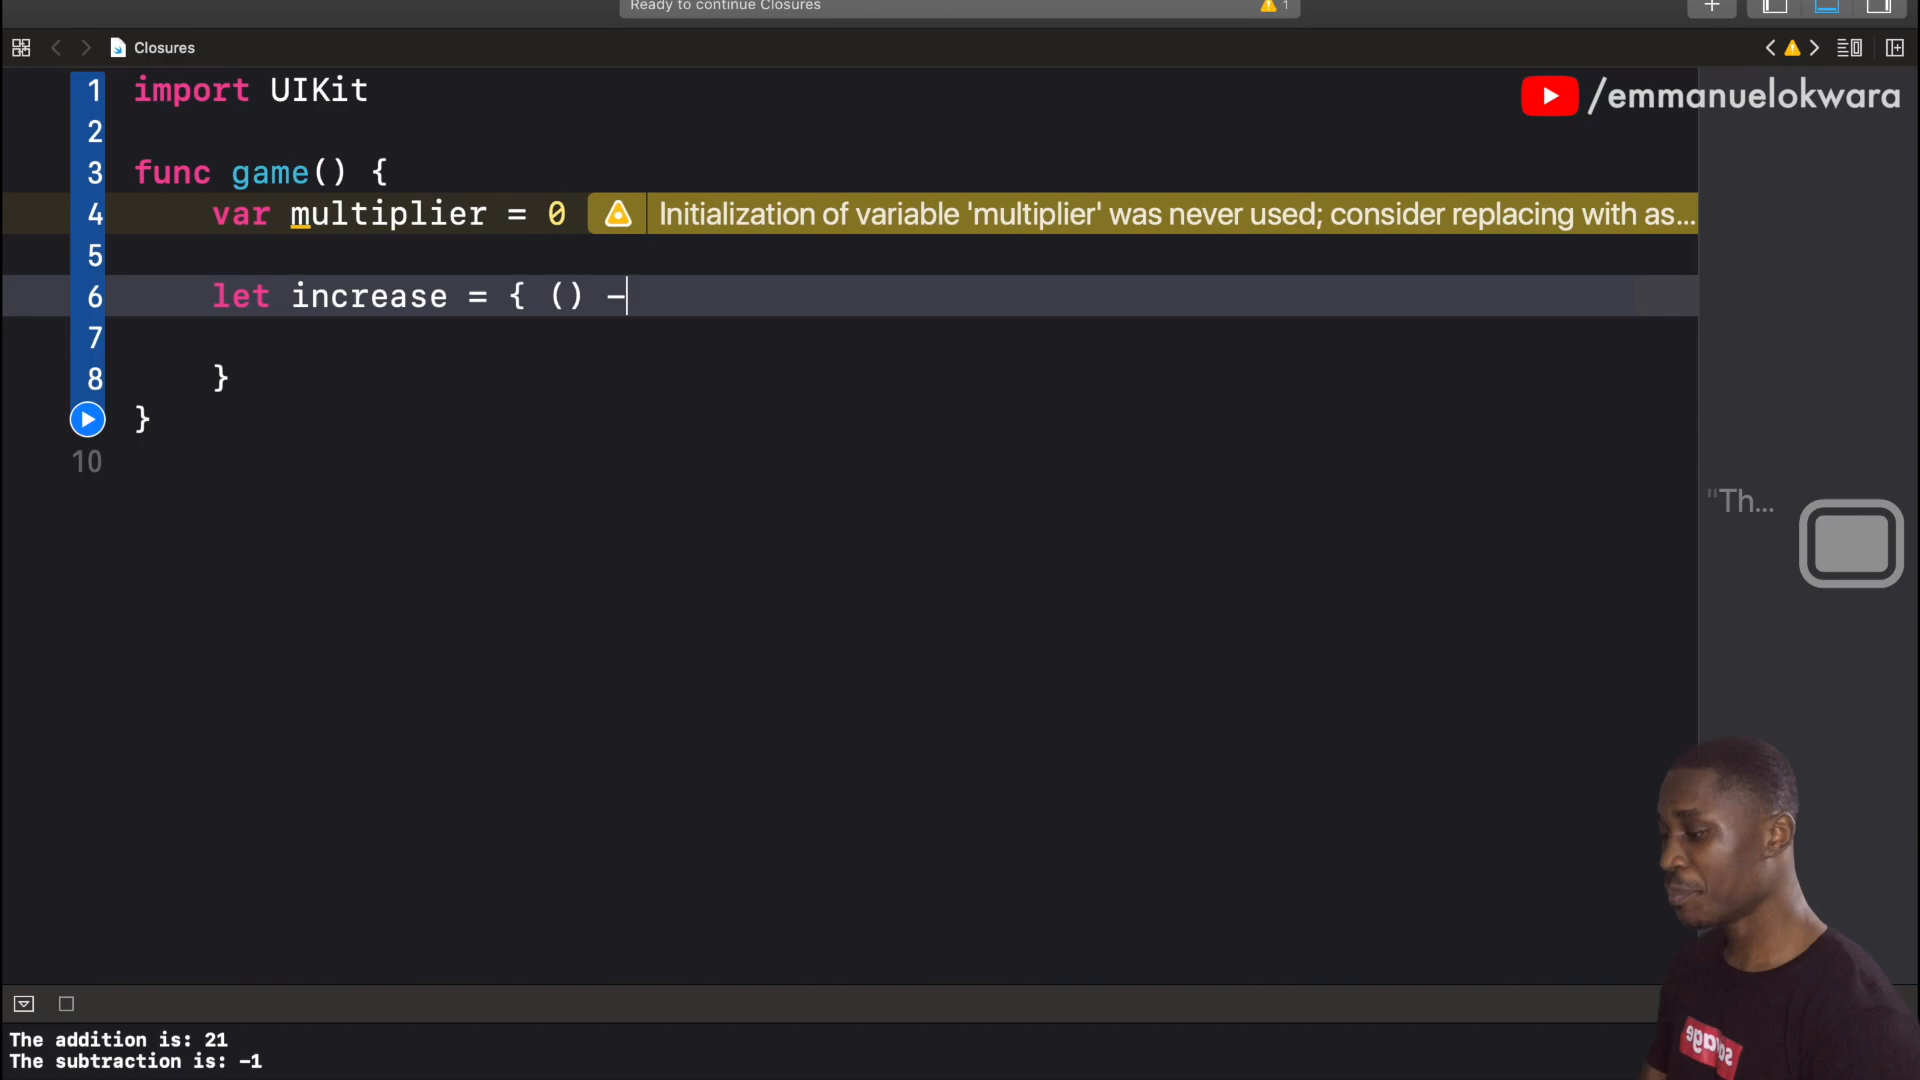 Ready to continue Closures
1
Closures
/emmanuelokwara
1 import UIKit
2
3 func game() {
4 var multiplier = 0 Initialization of variable 'multiplier' was never used; consider replacing with as...
5
6 let increase = { () -
7
8 }
}
10
"Th...
The addition is: 21
The subtraction is: -1